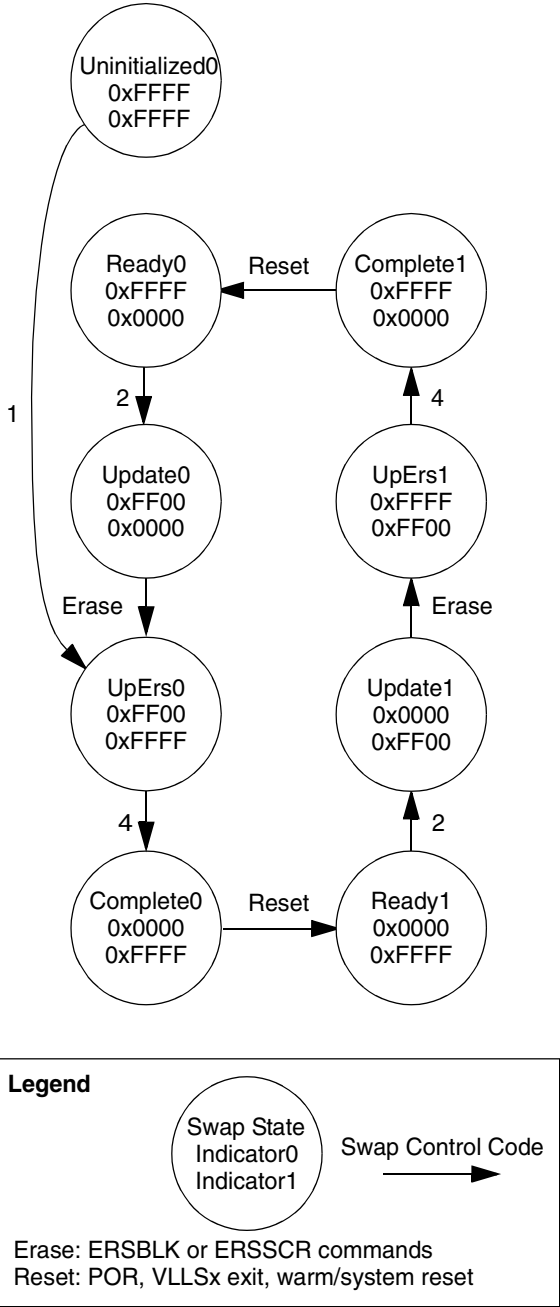 Uninitialized0
0xFFFF
0xFFFF
Ready0
0xFFFF
0x0000
Reset
Complete1
0xFFFF
0x0000
1
2
4
Update0
0xFF00
0x0000
UpErs1
0xFFFF
0xFF00
Erase
Erase
UpErs0
0xFF00
0xFFFF
Update1
0x0000
0xFF00
4
2
Complete0
0x0000
0xFFFF
Reset
Ready1
0x0000
0xFFFF
Legend
Swap State
Indicator0
Indicator1
Swap Control Code
Erase: ERSBLK or ERSSCR commands
Reset: POR, VLLSx exit, warm/system reset